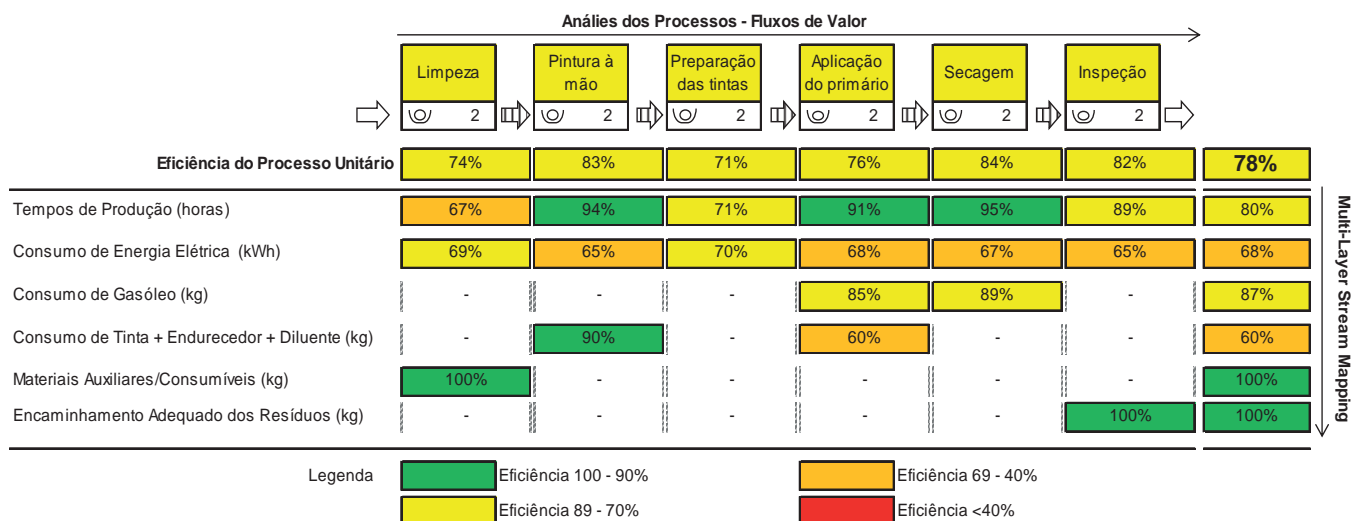 Análies dos Processos - Fluxos de Valor
Limpeza
Pintura à
mão
Preparação
das tintas
Aplicação
do primário
Secagem
Inspeção
2 2 2 2 2 2
Eficiência do Processo Unitário 74% 83% 71% 76% 84% 82% 78%
Tempos de Produção (horas) 67% 94% 71% 91% 95% 89% 80%
Consumo de Energia Elétrica (kWh) 69% 65% 70% 68% 67% 65% 68%
Consumo de Gasóleo (kg) - - - 85% 89% - 87%
Consumo de Tinta + Endurecedor + Diluente (kg) - 90% - 60% - - 60%
Materiais Auxiliares/Consumíveis (kg) 100% - - - - - 100%
Encaminhamento Adequado dos Resíduos (kg) - - - - - 100% 100%
Multi-Layer Stream Mapping
Legenda Eficiência 100 - 90% Eficiência 69 - 40%
Eficiência 89 - 70% Eficiência <40%